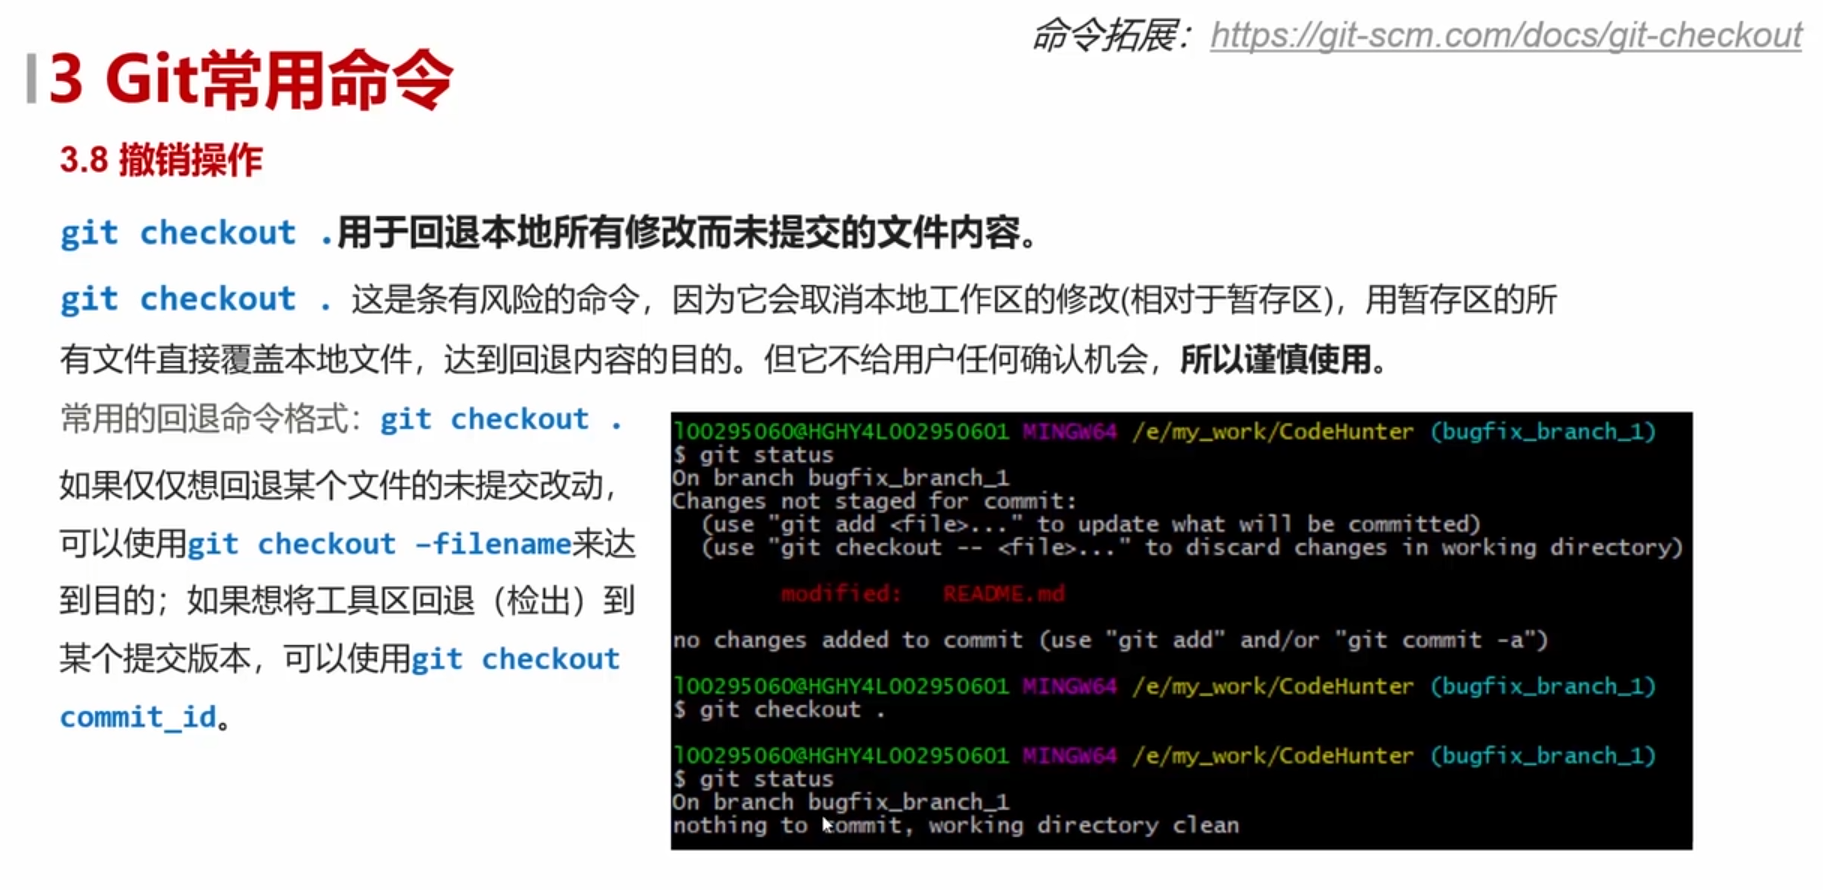 命令拓展：https://git-scm.com/docs/git-checkout
3 Git常用命令
3.8 撤销操作
git checkout .用于回退本地所有修改而未提交的文件内容。
git checkout . 这是条有风险的命令，因为它会取消本地工作区的修改(相对于暂存区)，用暂存区的所
有文件直接覆盖本地文件，达到回退内容的目的。但它不给用户任何确认机会，所以谨慎使用。
常用的回退命令格式：git checkout .
如果仅仅想回退某个文件的未提交改动，
可以使用git checkout –filename来达
到目的；如果想将工具区回退（检出）到
某个提交版本，可以使用git checkout
commit_id。
l00295060@HGHY4L002950601 MINGW64 /e/my_work/CodeHunter (bugfix_branch_1)
$ git status
On branch bugfix_branch_1
Changes not staged for commit:
  (use "git add <file>..." to update what will be committed)
  (use "git checkout -- <file>..." to discard changes in working directory)
        modified:   README.md
no changes added to commit (use "git add" and/or "git commit -a")
l00295060@HGHY4L002950601 MINGW64 /e/my_work/CodeHunter (bugfix_branch_1)
$ git checkout .
l00295060@HGHY4L002950601 MINGW64 /e/my_work/CodeHunter (bugfix_branch_1)
$ git status
On branch bugfix_branch_1
nothing to commit, working directory clean